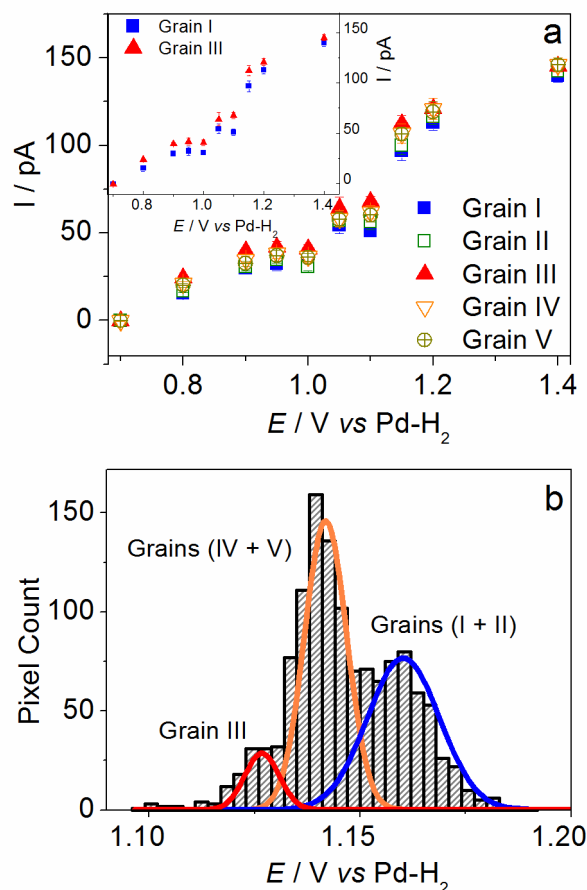 a
Grain I
Grain III
150
100
50
0
I / pA
0.8 1.0 1.2 1.4
E / V vs Pd-H₂
150
100
50
0
I / pA
Grain I
Grain II
Grain III
Grain IV
Grain V
0.8 1.0 1.2 1.4
E / V vs Pd-H₂
b
150
100
50
0
Pixel Count
Grains (IV + V)
Grains (I + II)
Grain III
1.10 1.15 1.20
E / V vs Pd-H₂